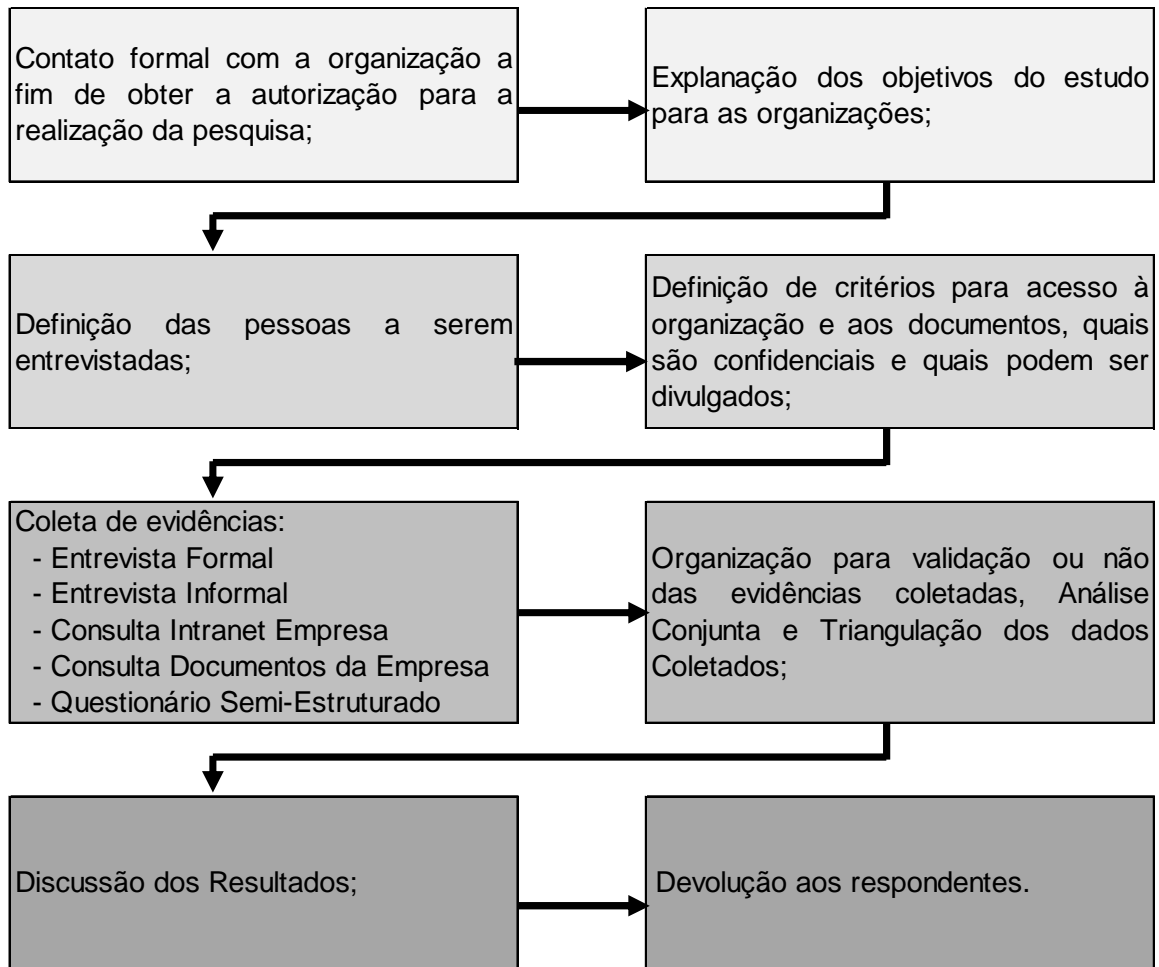 Contato formal com a organização a
fim de obter a autorização para a
realização da pesquisa;
Explanação dos objetivos do estudo
para as organizações;
Definição das pessoas a serem
entrevistadas;
Definição de critérios para acesso à
organização e aos documentos, quais
são confidenciais e quais podem ser
divulgados;
Coleta de evidências:
- Entrevista Formal
- Entrevista Informal
- Consulta Intranet Empresa
- Consulta Documentos da Empresa
- Questionário Semi-Estruturado
Organização para validação ou não
das evidências coletadas, Análise
Conjunta e Triangulação dos dados
Coletados;
Discussão dos Resultados;
Devolução aos respondentes.